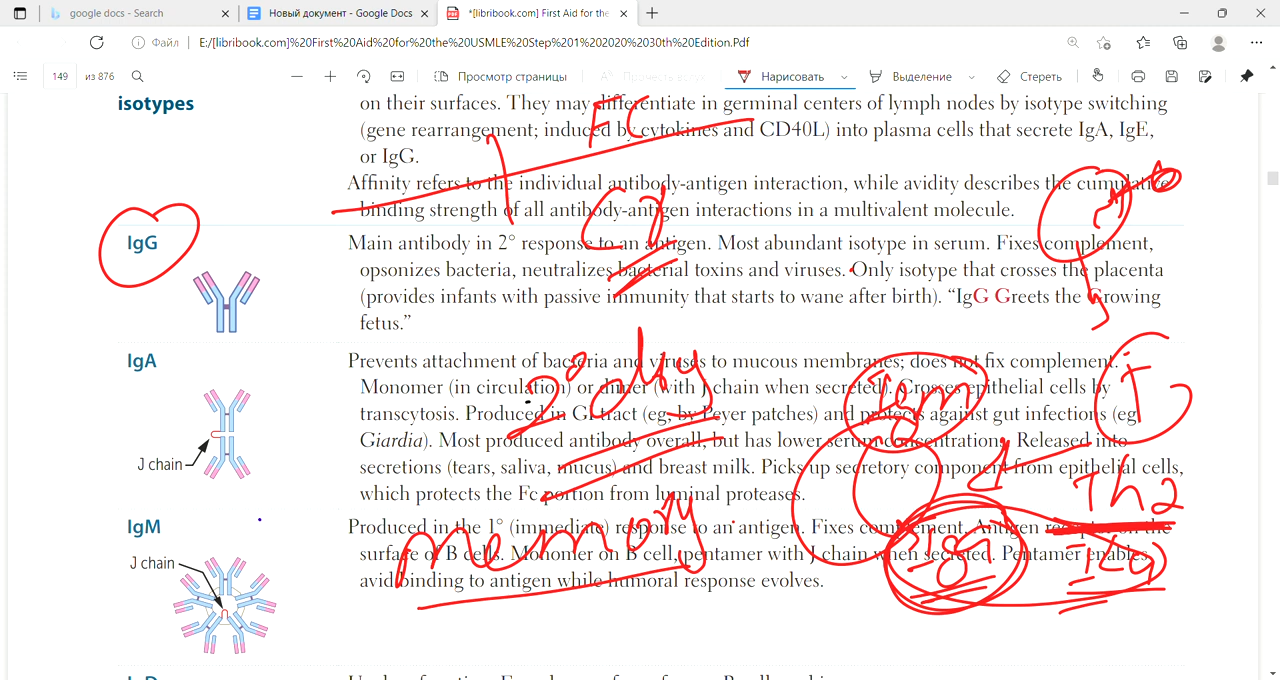 google docs - Search
Новый документ - Google Docs
*[libribook.com] First Aid for the
Файл
E:/[libribook.com]%20First%20Aid%20for%20the%20USMLE%20Step%201%202020%2030th%20Edition.Pdf
149 из 876
Просмотр страницы
Прочесть вслух
Нарисовать
Выделение
Стереть
isotypes
on their surfaces. They may differentiate in germinal centers of lymph nodes by isotype switching
(gene rearrangement; induced by cytokines and CD40L) into plasma cells that secrete IgA, IgE,
or IgG.
Affinity refers to the individual antibody-antigen interaction, while avidity describes the cumulative
binding strength of all antibody-antigen interactions in a multivalent molecule.
FC
IgG
Main antibody in 2° response to an antigen. Most abundant isotype in serum. Fixes complement,
opsonizes bacteria, neutralizes bacterial toxins and viruses. Only isotype that crosses the placenta
(provides infants with passive immunity that starts to wane after birth). “IgG Greets the Growing
fetus.”
IgA
J chain
Prevents attachment of bacteria and viruses to mucous membranes; does not fix complement.
Monomer (in circulation) or dimer (with J chain when secreted). Crosses epithelial cells by
transcytosis. Produced in GI tract (eg, by Peyer patches) and protects against gut infections (eg,
Giardia). Most produced antibody overall, but has lower serum concentrations. Released into
secretions (tears, saliva, mucus) and breast milk. Picks up secretory component from epithelial cells,
which protects the Fc portion from luminal proteases.
IgM
Th2
IgM
J chain
Produced in the 1° (immediate) response to an antigen. Fixes complement. Antigen receptor on the
surface of B cells. Monomer on B cell, pentamer with J chain when secreted. Pentamer enables
avid binding to antigen while humoral response evolves.
memory